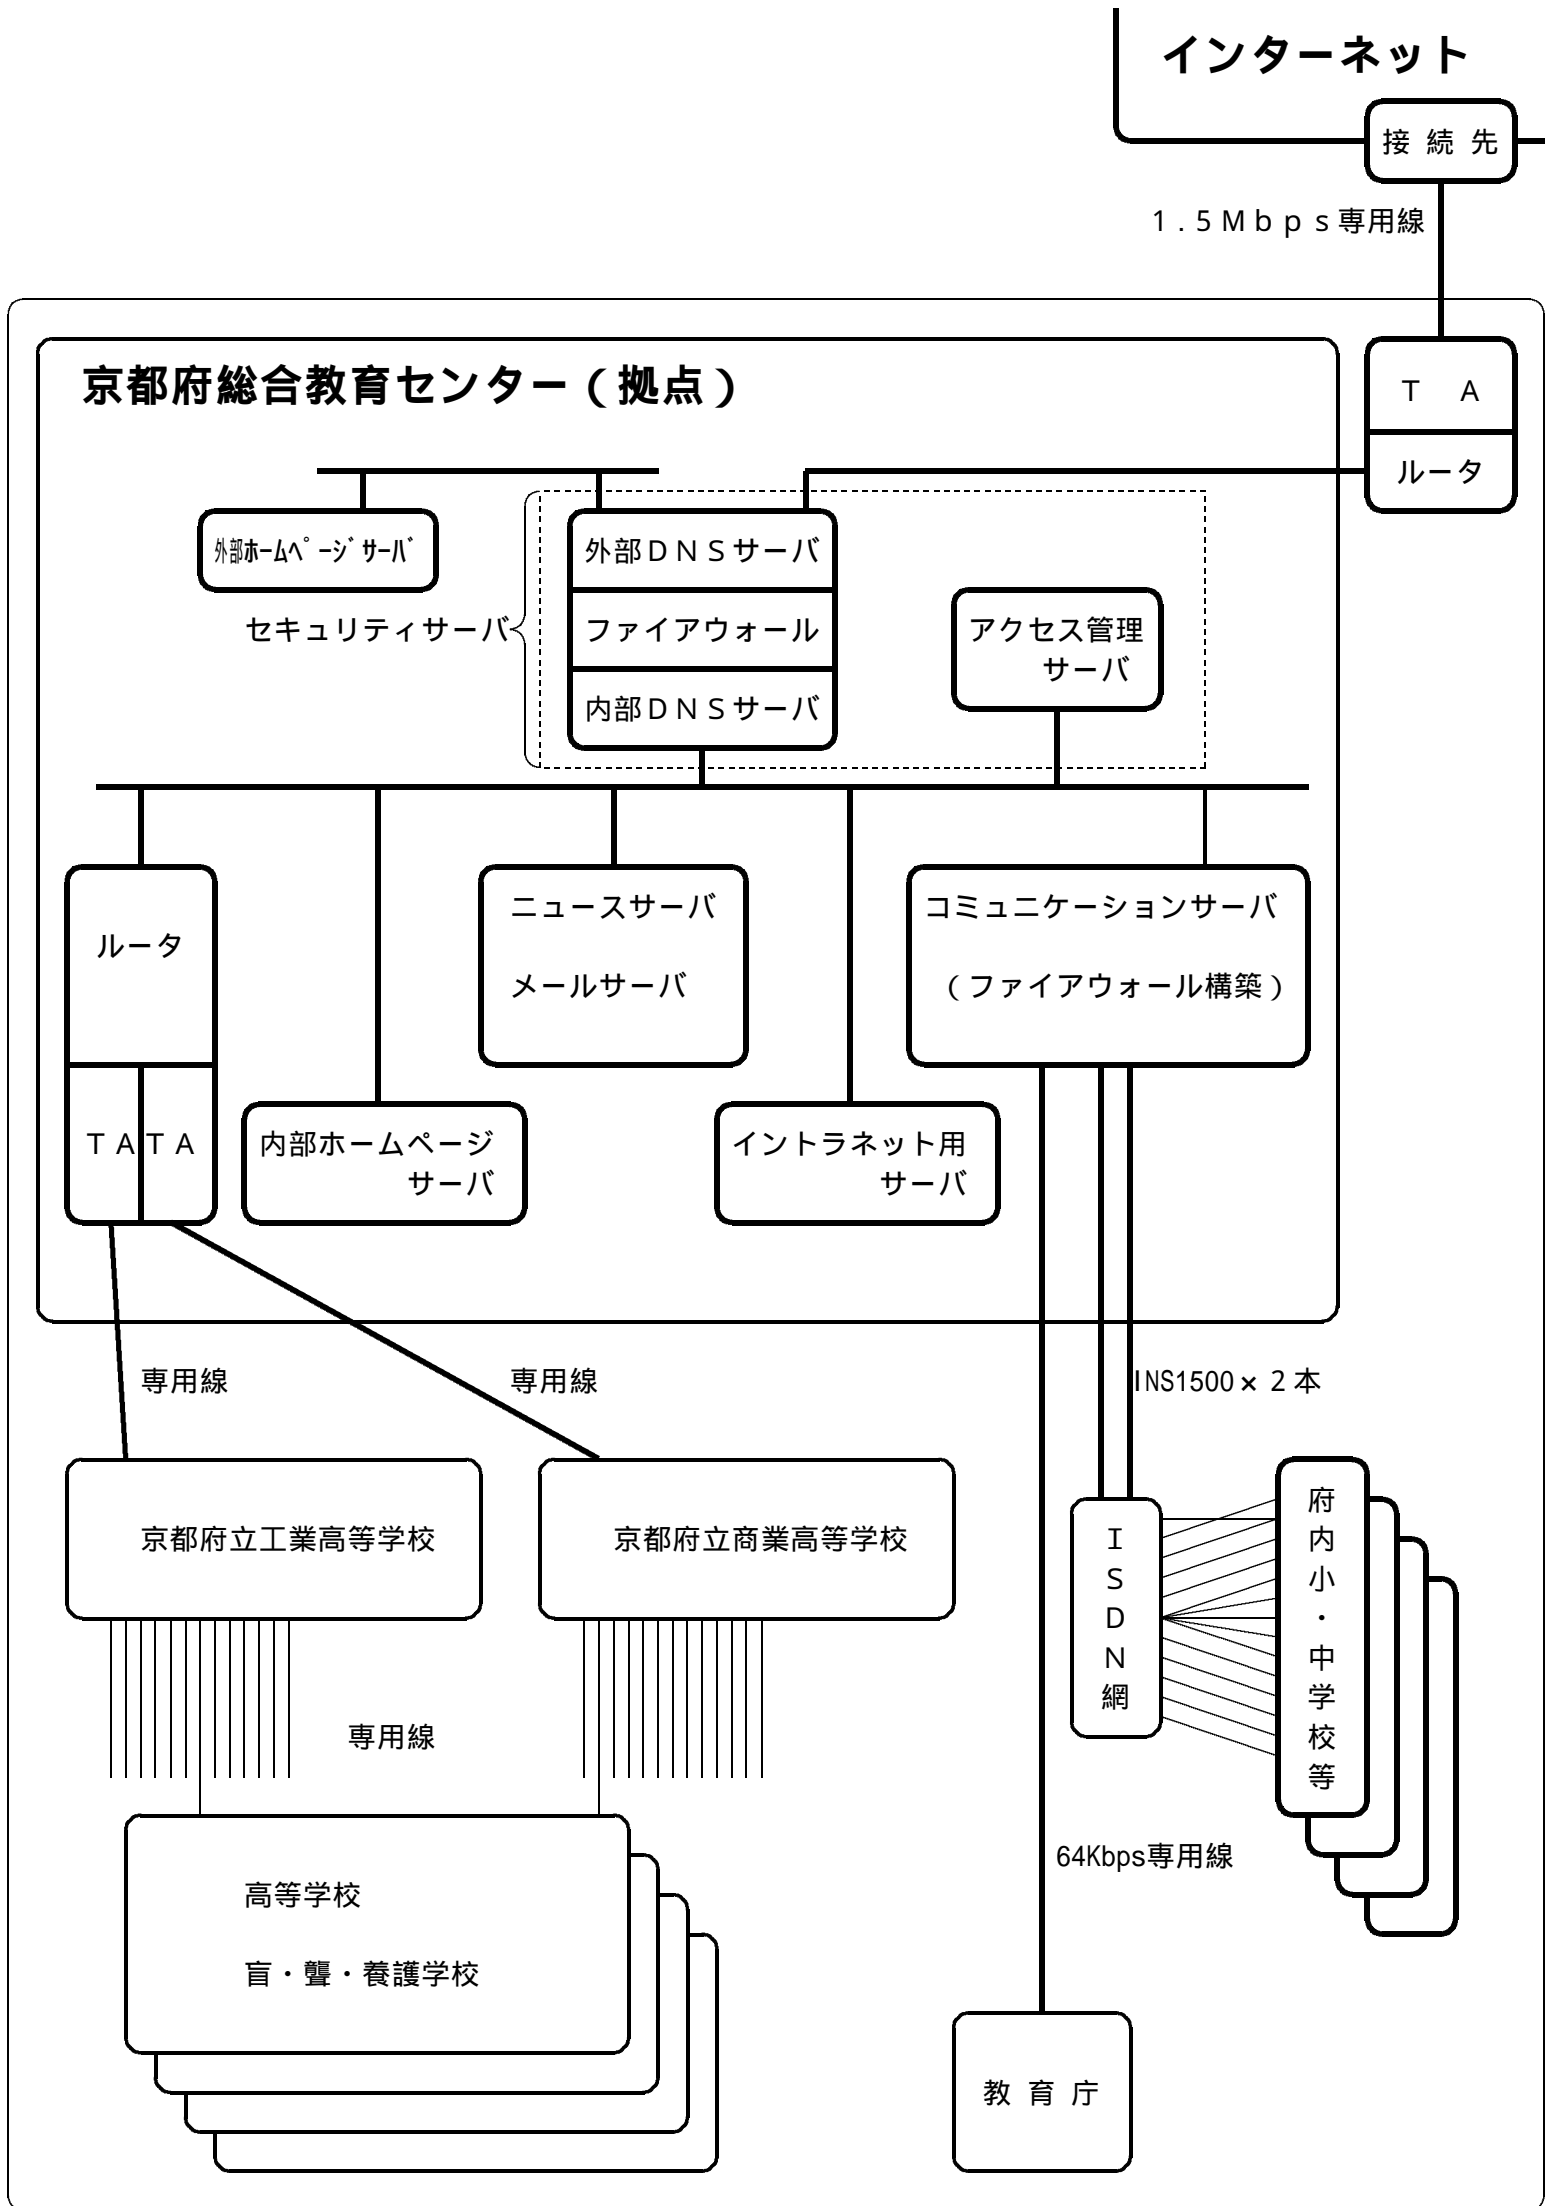 インターネット
接 続 先
１．５Ｍｂｐｓ専用線
京都府総合教育センター（拠点）
Ｔ　Ａ
ルータ
外部ホームページサーバ
外部ＤＮＳサーバ
セキュリティサーバ
ファイアウォール
アクセス管理
サーバ
内部ＤＮＳサーバ
ルータ
ニュースサーバ
メールサーバ
コミュニケーションサーバ
（ファイアウォール構築）
ＴＡ
ＴＡ
内部ホームページ
サーバ
イントラネット用
サーバ
専用線
専用線
INS1500×２本
京都府立工業高等学校
京都府立商業高等学校
ＩＳＤＮ網
府内小・中学校等
専用線
64Kbps専用線
高等学校
盲・聾・養護学校
教 育 庁